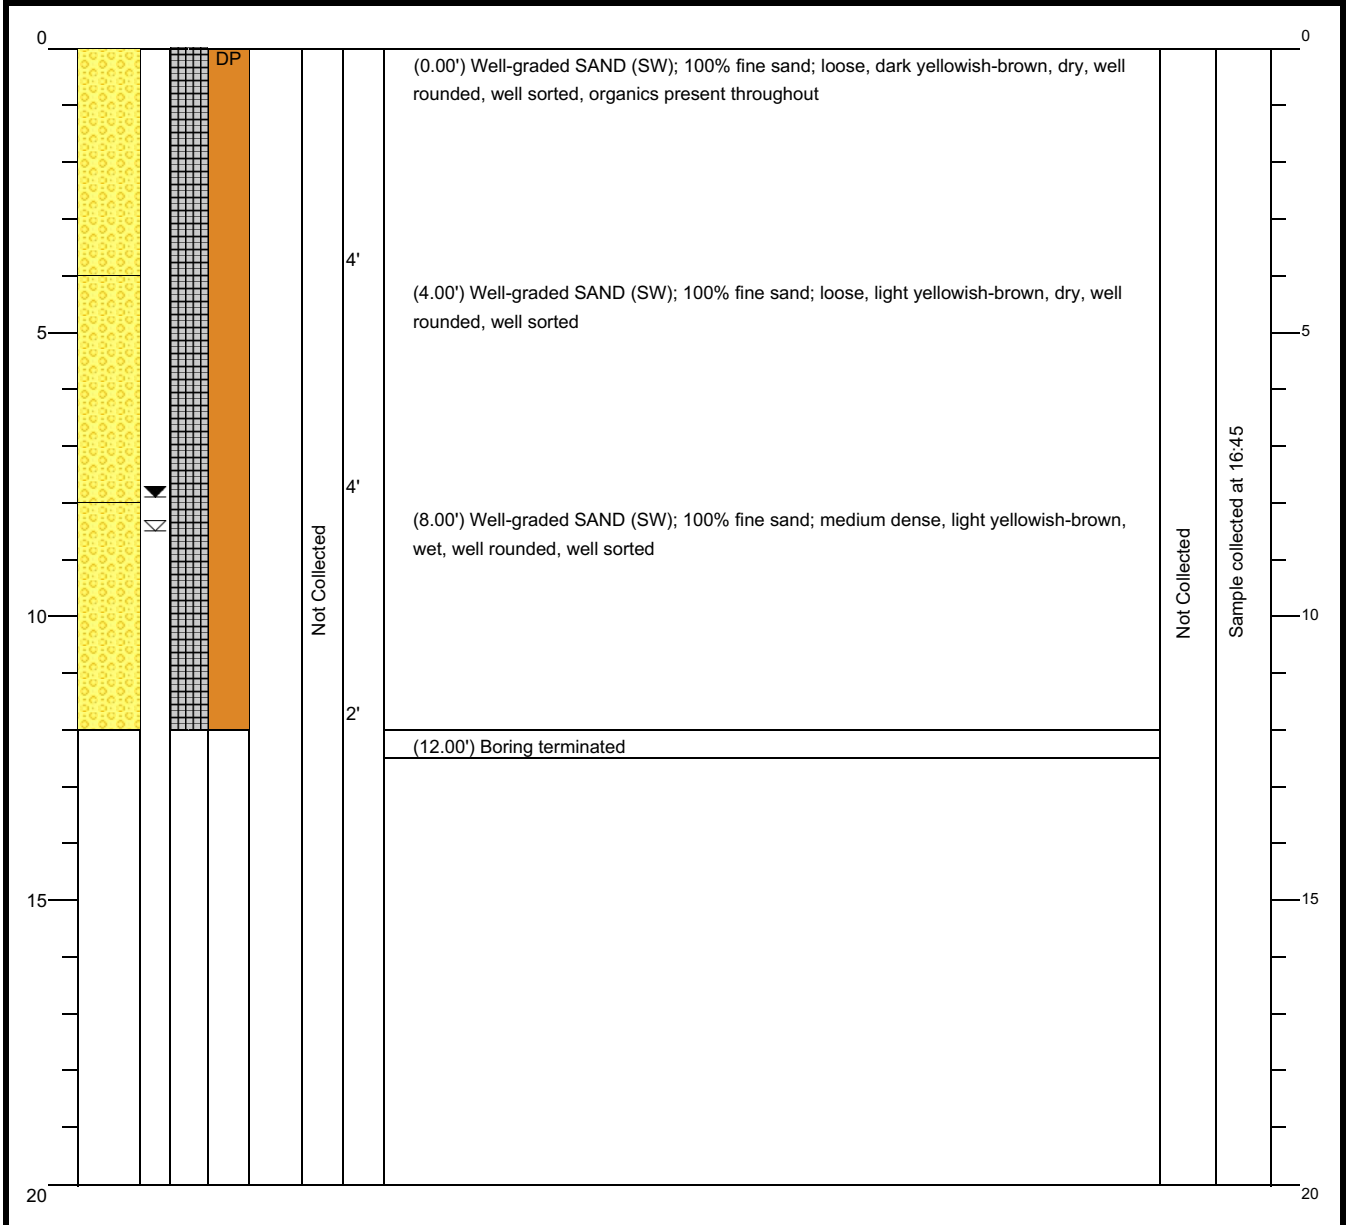 0
0
DP
(0.00') Well-graded SAND (SW); 100% fine sand; loose, dark yellowish-brown, dry, well
rounded, well sorted, organics present throughout
4'
(4.00') Well-graded SAND (SW); 100% fine sand; loose, light yellowish-brown, dry, well
rounded, well sorted
5
5
4'
(8.00') Well-graded SAND (SW); 100% fine sand; medium dense, light yellowish-brown,
wet, well rounded, well sorted
Not Collected
Not Collected
Sample collected at 16:45
10
10
2'
(12.00') Boring terminated
15
15
20
20